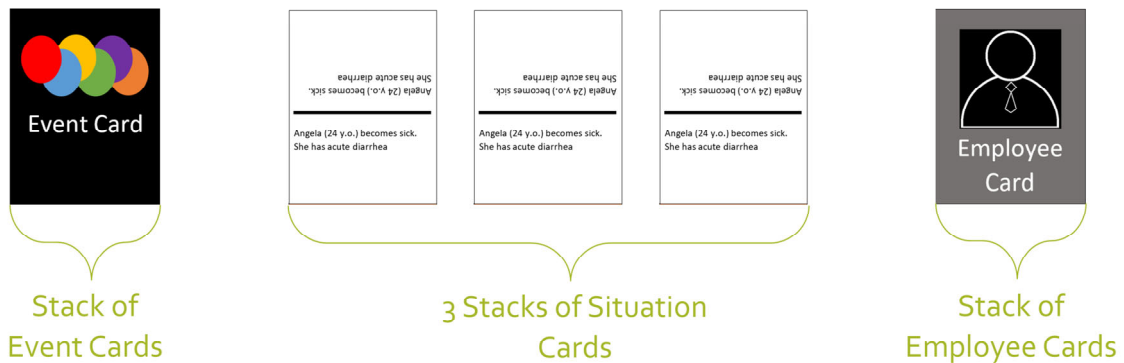 Event Card
She has acute diarrhea
Angela (24 y.o.) becomes sick.
Angela (24 y.o.) becomes sick.
She has acute diarrhea
She has acute diarrhea
Angela (24 y.o.) becomes sick.
Angela (24 y.o.) becomes sick.
She has acute diarrhea
She has acute diarrhea
Angela (24 y.o.) becomes sick.
Angela (24 y.o.) becomes sick.
She has acute diarrhea
Employee
Card
Stack of
Event Cards
3 Stacks of Situation
Cards
Stack of
Employee Cards